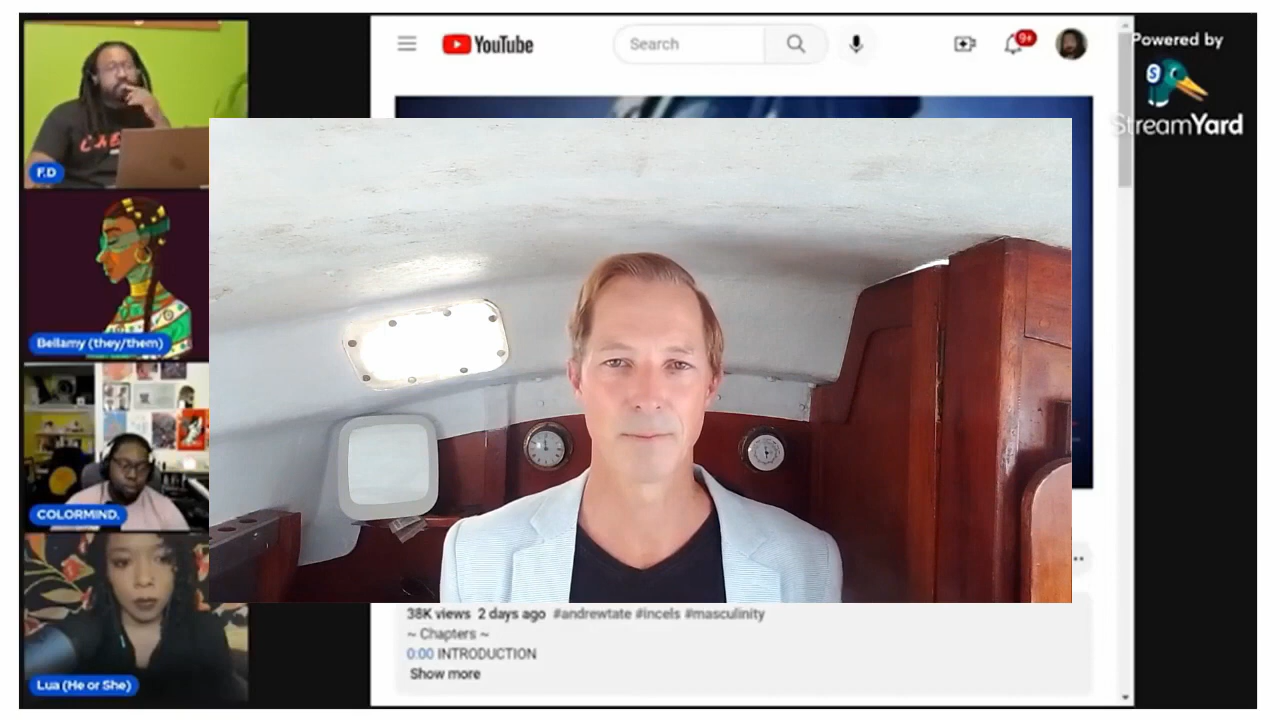 YouTube
Search
9+
Powered by
S
StreamYard
CAE
F.D
Bellamy (they/them)
COLORMIND.
Lua (He or She)
38K views 2 days ago #andrewtate #incels #masculinity
~ Chapters ~
0:00 INTRODUCTION
Show more